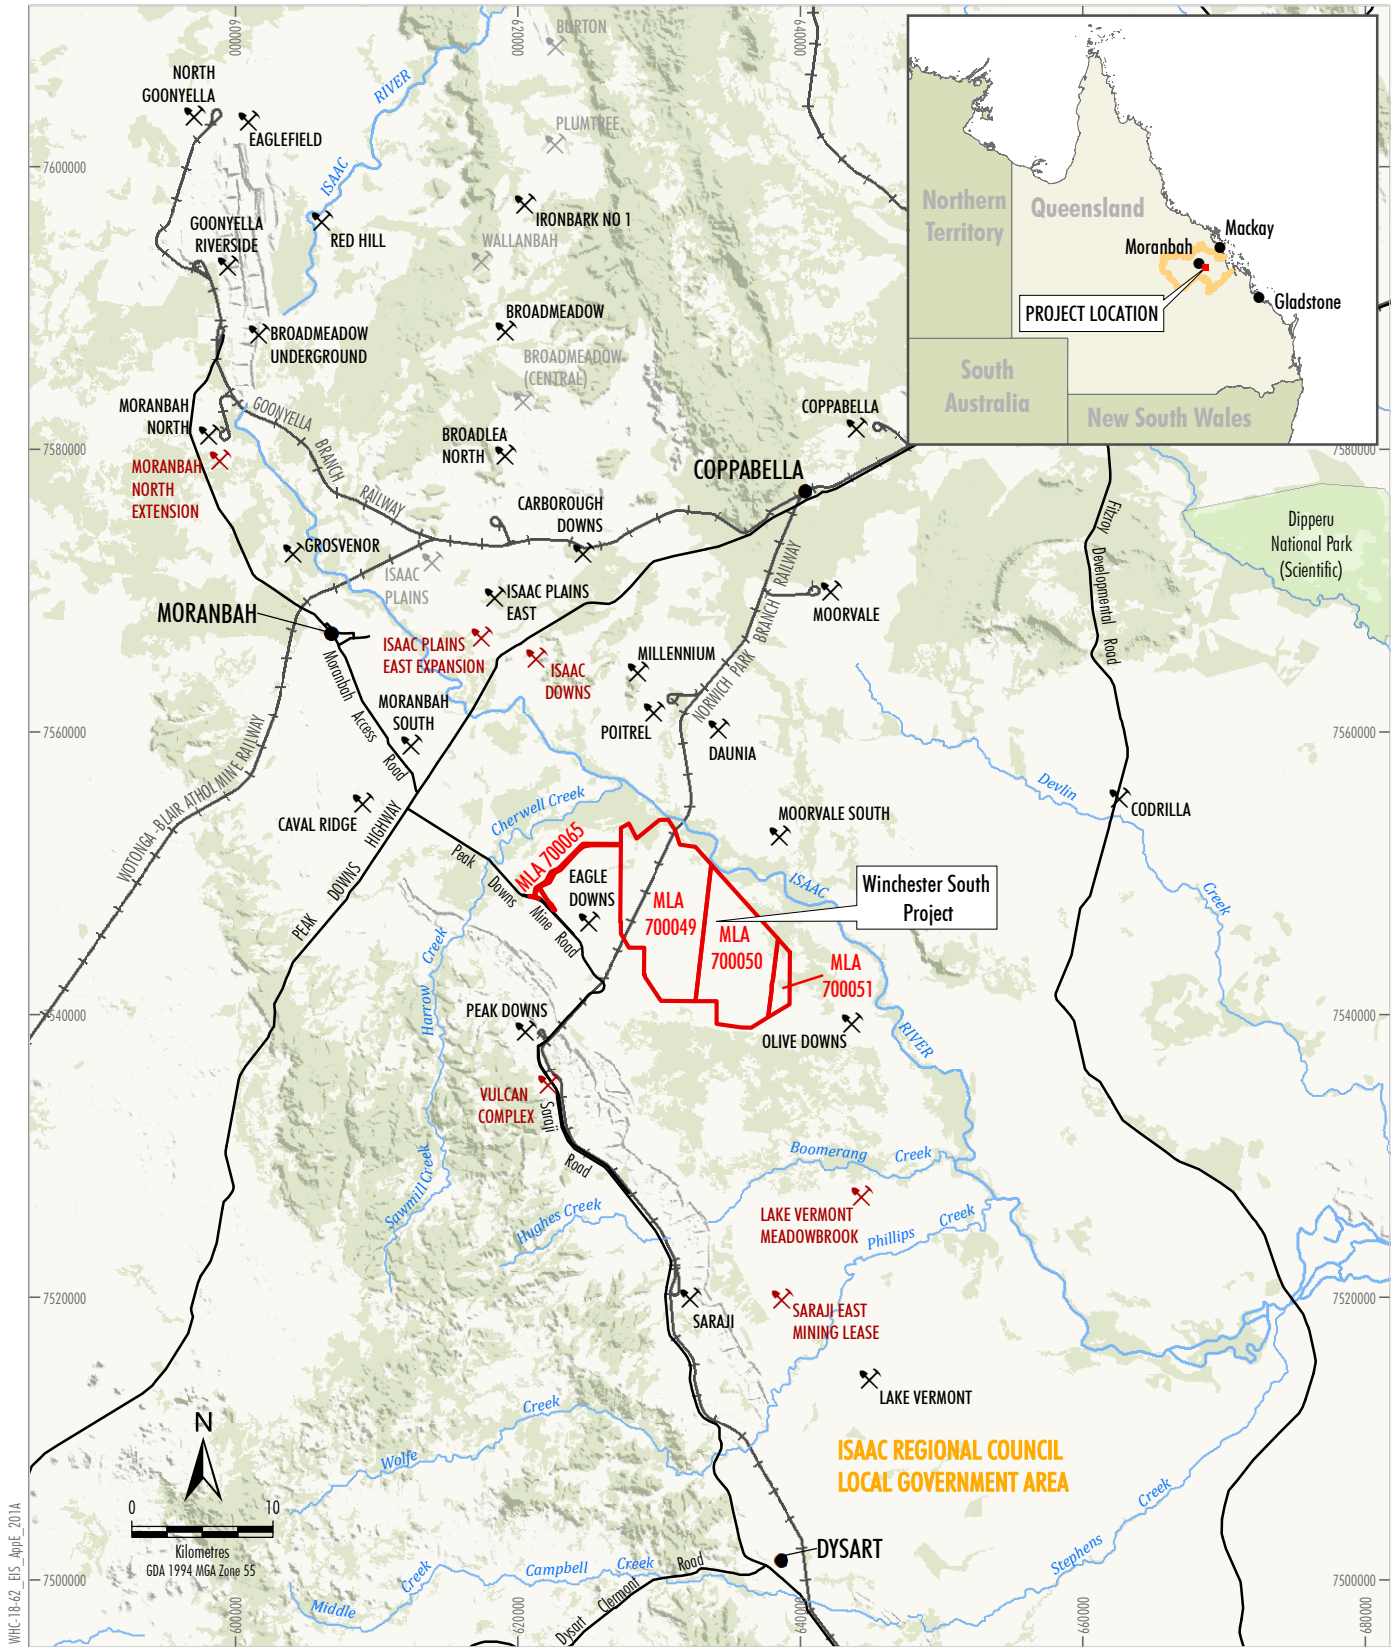 600000
620000
640000
BURTON
NORTH
GOONYELLA
EAGLEFIELD
ISAAC
RIVER
PLUMTREE
7600000
IRONBARK NO 1
GOONYELLA
RIVERSIDE
RED HILL
WALLANBAH
BROADMEADOW
UNDERGROUND
BROADMEADOW
BROADMEADOW
(CENTRAL)
MORANBAH
NORTH
GOONYELLA
BRANCH
RAILWAY
BROADLEA
NORTH
COPPABELLA
7580000
7580000
MORANBAH
NORTH
EXTENSION
COPPABELLA
CARBOROUGH
DOWNS
GROSVENOR
ISAAC
PLAINS
ISAAC PLAINS
EAST
MORANBAH
ISAAC PLAINS
EAST EXPANSION
ISAAC
DOWNS
MILLENNIUM
MOORVALE
NORWICH PARK BRANCH RAILWAY
Fitzroy Developmental Road
Dipperu
National Park
(Scientific)
Moranbah Access Road
MORANBAH
SOUTH
POITREL
DAUNIA
7560000
7560000
WOTONGA-BLAIR ATHOL MINE RAILWAY
CAVAL RIDGE
PEAK DOWNS HIGHWAY
Cherwell Creek
MOORVALE SOUTH
Devlin Creek
CODRILLA
Peak Downs Mine Road
MLA 700065
EAGLE
DOWNS
MLA
700049
MLA
700050
MLA
700051
Winchester South
Project
ISAAC
RIVER
Harrow Creek
PEAK DOWNS
OLIVE DOWNS
7540000
7540000
VULCAN
COMPLEX
Saraji Road
Sawmill Creek
Hughes Creek
Boomerang Creek
LAKE VERMONT
MEADOWBROOK
Phillips Creek
7520000
7520000
SARAJI
SARAJI EAST
MINING LEASE
LAKE VERMONT
Wolfe Creek
ISAAC REGIONAL COUNCIL
LOCAL GOVERNMENT AREA
Stephens Creek
N
0 10
Kilometres
GDA 1994 MGA Zone 55
DYSART
Middle Creek
Campbell Creek
Dysart Clermont Road
7500000
7500000
600000
620000
640000
660000
680000
WHC-18-62_EIS_AppE_201A
Northern
Territory
Queensland
Mackay
Moranbah
Gladstone
PROJECT LOCATION
South
Australia
New South Wales